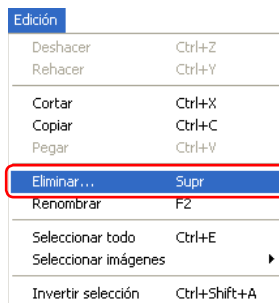 Edición
Deshacer Ctrl+Z
Rehacer Ctrl+Y
Cortar Ctrl+X
Copiar Ctrl+C
Pegar Ctrl+V
Eliminar... Supr
Renombrar F2
Seleccionar todo Ctrl+E
Seleccionar imágenes
Invertir selección Ctrl+Shift+A